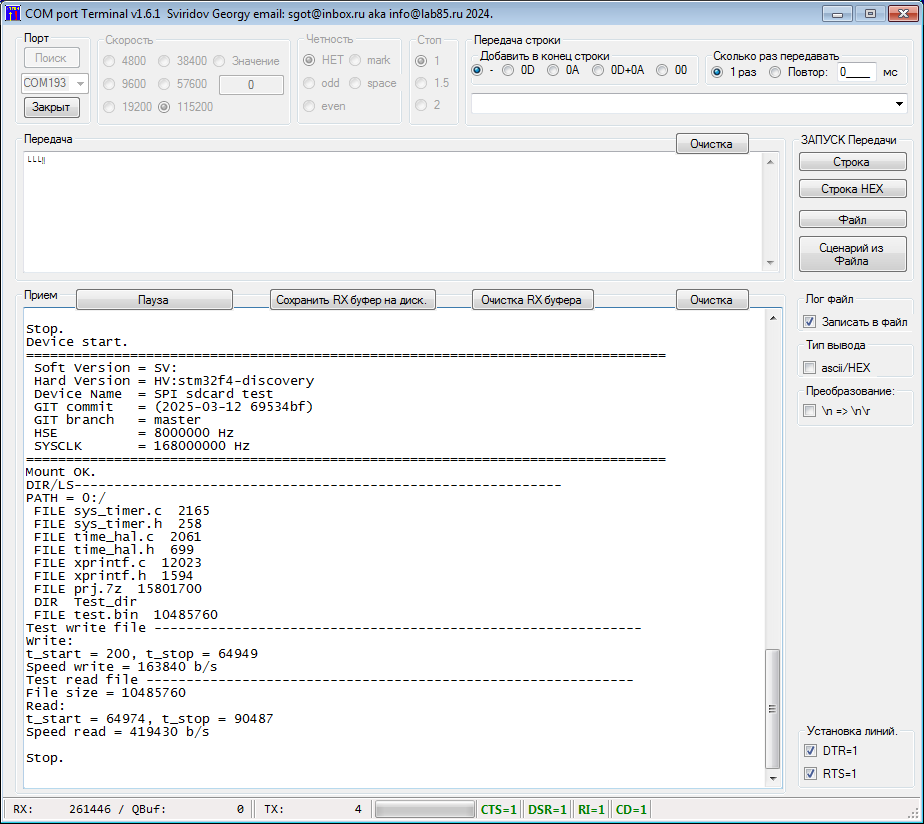 COM port Terminal v1.6.1  Sviridov Georgy email: sgot@inbox.ru aka info@lab85.ru 2024.
Порт
Поиск
COM193
Закрыт
Скорость
4800 38400 Значение
9600 57600 0
19200 115200
Четность
НЕТ mark
odd space
even
Стоп
1
1.5
2
Передача строки
Добавить в конец строки
- 0D 0A 0D+0A 00
Сколько раз передавать
1 раз Повтор: 0____ мс
Передача
Очистка
ЗАПУСК Передачи
Строка
Строка HEX
Файл
Сценарий из
Файла
Прием
Пауза
Сохранить RX буфер на диск.
Очистка RX буфера
Очистка
Лог файл
Записать в файл
Тип вывода
ascii/HEX
Преобразование:
\n => \n\r
Stop.
Device start.
================================================================================
Soft Version = SV:
Hard Version = HV:stm32f4-discovery
Device Name  = SPI sdcard test
GIT commit   = (2025-03-12 69534bf)
GIT branch   = master
HSE          = 8000000 Hz
SYSCLK       = 168000000 Hz
================================================================================
Mount OK.
DIR/LS-------------------------------------------------------------
PATH = 0:/
FILE sys_timer.c  2165
FILE sys_timer.h  258
FILE time_hal.c  2061
FILE time_hal.h  699
FILE xprintf.c  12023
FILE xprintf.h  1594
FILE prj.7z  15801700
DIR  Test_dir
FILE test.bin  10485760
Test write file -------------------------------------------------------------
Write:
t_start = 200, t_stop = 64949
Speed write = 163840 b/s
Test read file -------------------------------------------------------------
File size = 10485760
Read:
t_start = 64974, t_stop = 90487
Speed read = 419430 b/s
Stop.
Установка линий.
DTR=1
RTS=1
RX: 261446 / QBuf: 0 TX: 4 CTS=1 DSR=1 RI=1 CD=1